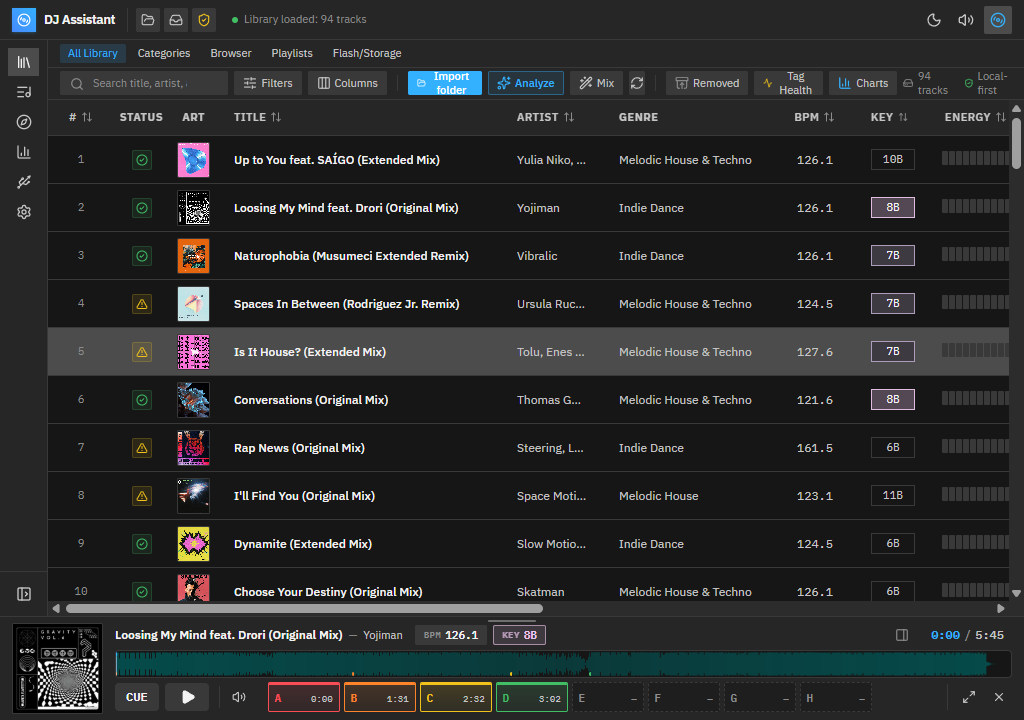 DJ Assistant
Library loaded: 94 tracks
All Library Categories Browser Playlists Flash/Storage
Search title, artist,
Filters
Columns
Import folder
Analyze
Mix
Removed
Tag Health
Charts
94 tracks
Local-first
# STATUS ART TITLE ARTIST GENRE BPM KEY ENERGY
1 Up to You feat. SAÍGO (Extended Mix) Yulia Niko, ... Melodic House & Techno 126.1 10B
2 Loosing My Mind feat. Drori (Original Mix) Yojiman Indie Dance 126.1 8B
3 Naturophobia (Musumeci Extended Remix) Vibralic Indie Dance 126.1 7B
4 Spaces In Between (Rodriguez Jr. Remix) Ursula Ruc... Melodic House & Techno 124.5 7B
5 Is It House? (Extended Mix) Tolu, Enes ... Melodic House & Techno 127.6 7B
6 Conversations (Original Mix) Thomas G... Melodic House & Techno 121.6 8B
7 Rap News (Original Mix) Steering, L... Indie Dance 161.5 6B
8 I'll Find You (Original Mix) Space Moti... Melodic House 123.1 11B
9 Dynamite (Extended Mix) Slow Motio... Indie Dance 124.5 6B
10 Choose Your Destiny (Original Mix) Skatman Indie Dance 126.1 6B
GRAVITY
VOL.
Loosing My Mind feat. Drori (Original Mix) — Yojiman BPM 126.1 KEY 8B 0:00 / 5:45
CUE
A 0:00 B 1:31 C 2:32 D 3:02 E – F – G – H –